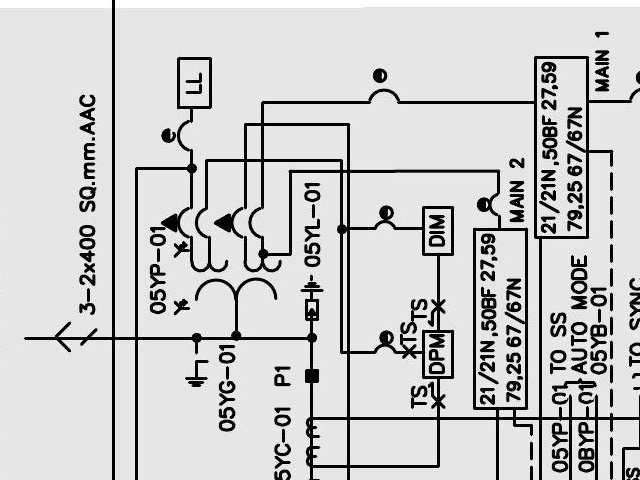 3-2x400 SQ.mm.AAC
LL
05YP-01
05YG-01
05YL-01
P1
5YC-01
DIM
DPM
TS
TS
TS
MAIN 2
21/21N,50BF 27,59
79,25 67/67N
MAIN 1
21/21N,50BF 27,59
79,25 67/67N
05YP-01 TO SS
08YP-01 AUTO MODE
05YB-01
TO SYNC